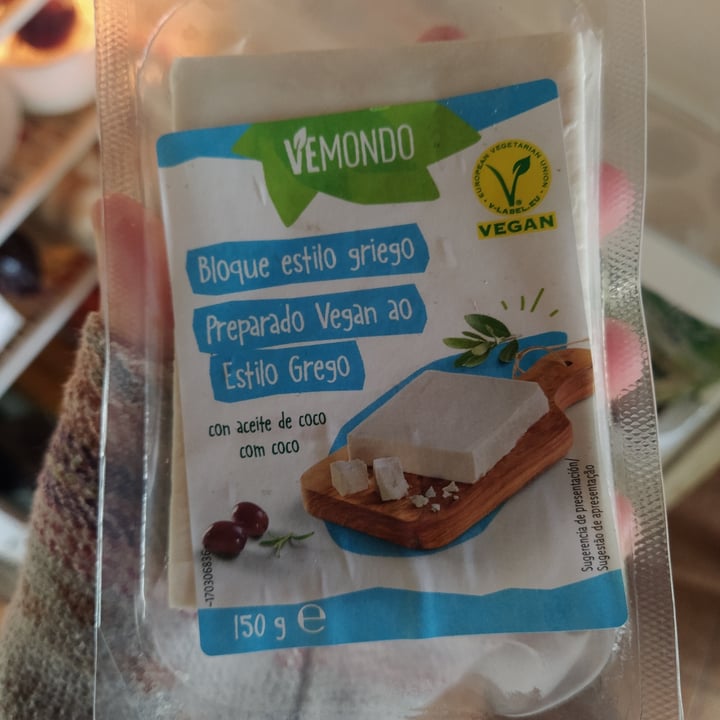 VEMONDO
EUROPEAN VEGETARIAN UNION
V-LABEL.EU
VEGAN
Bloque estilo griego
Preparado Vegan ao
Estilo Grego
con aceite de coco
com coco
Sugerencia de presentación/
Sugestão de apresentação
-170306836
150 g e